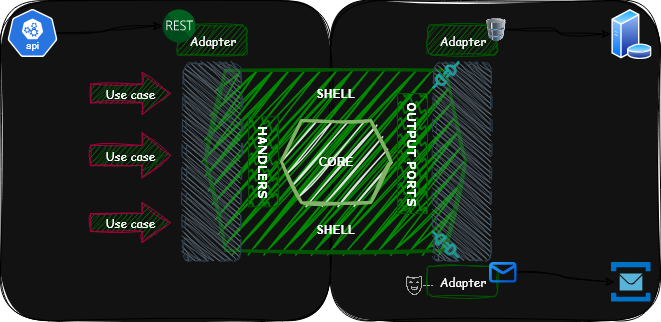 api
REST
Adapter
Adapter
Use case
Use case
Use case
SHELL
HANDLERS
CORE
OUTPUT PORTS
SHELL
Adapter